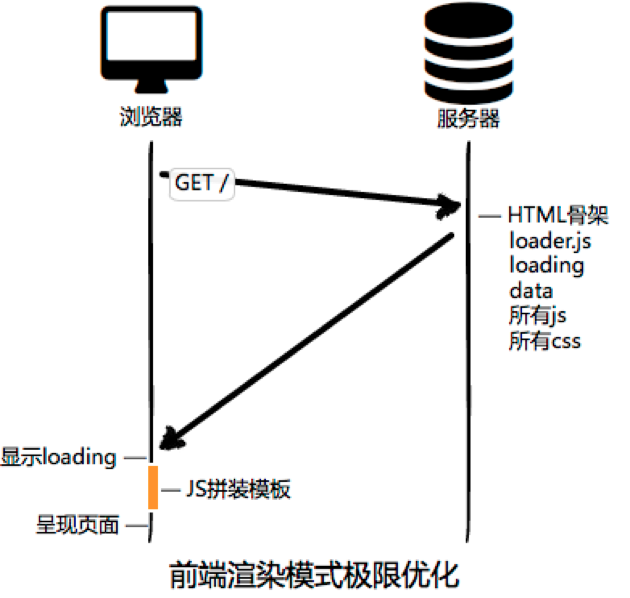 浏览器
服务器
GET /
HTML骨架
loader.js
loading
data
所有js
所有css
显示loading
JS拼装模板
呈现页面
前端渲染模式极限优化